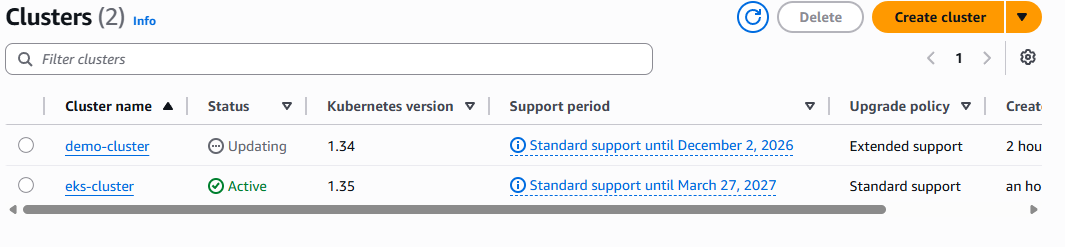 Clusters (2) Info
Delete
Create cluster
Filter clusters
1
Cluster name Status Kubernetes version Support period Upgrade policy Create
demo-cluster Updating 1.34 Standard support until December 2, 2026 Extended support 2 hou
eks-cluster Active 1.35 Standard support until March 27, 2027 Standard support an ho